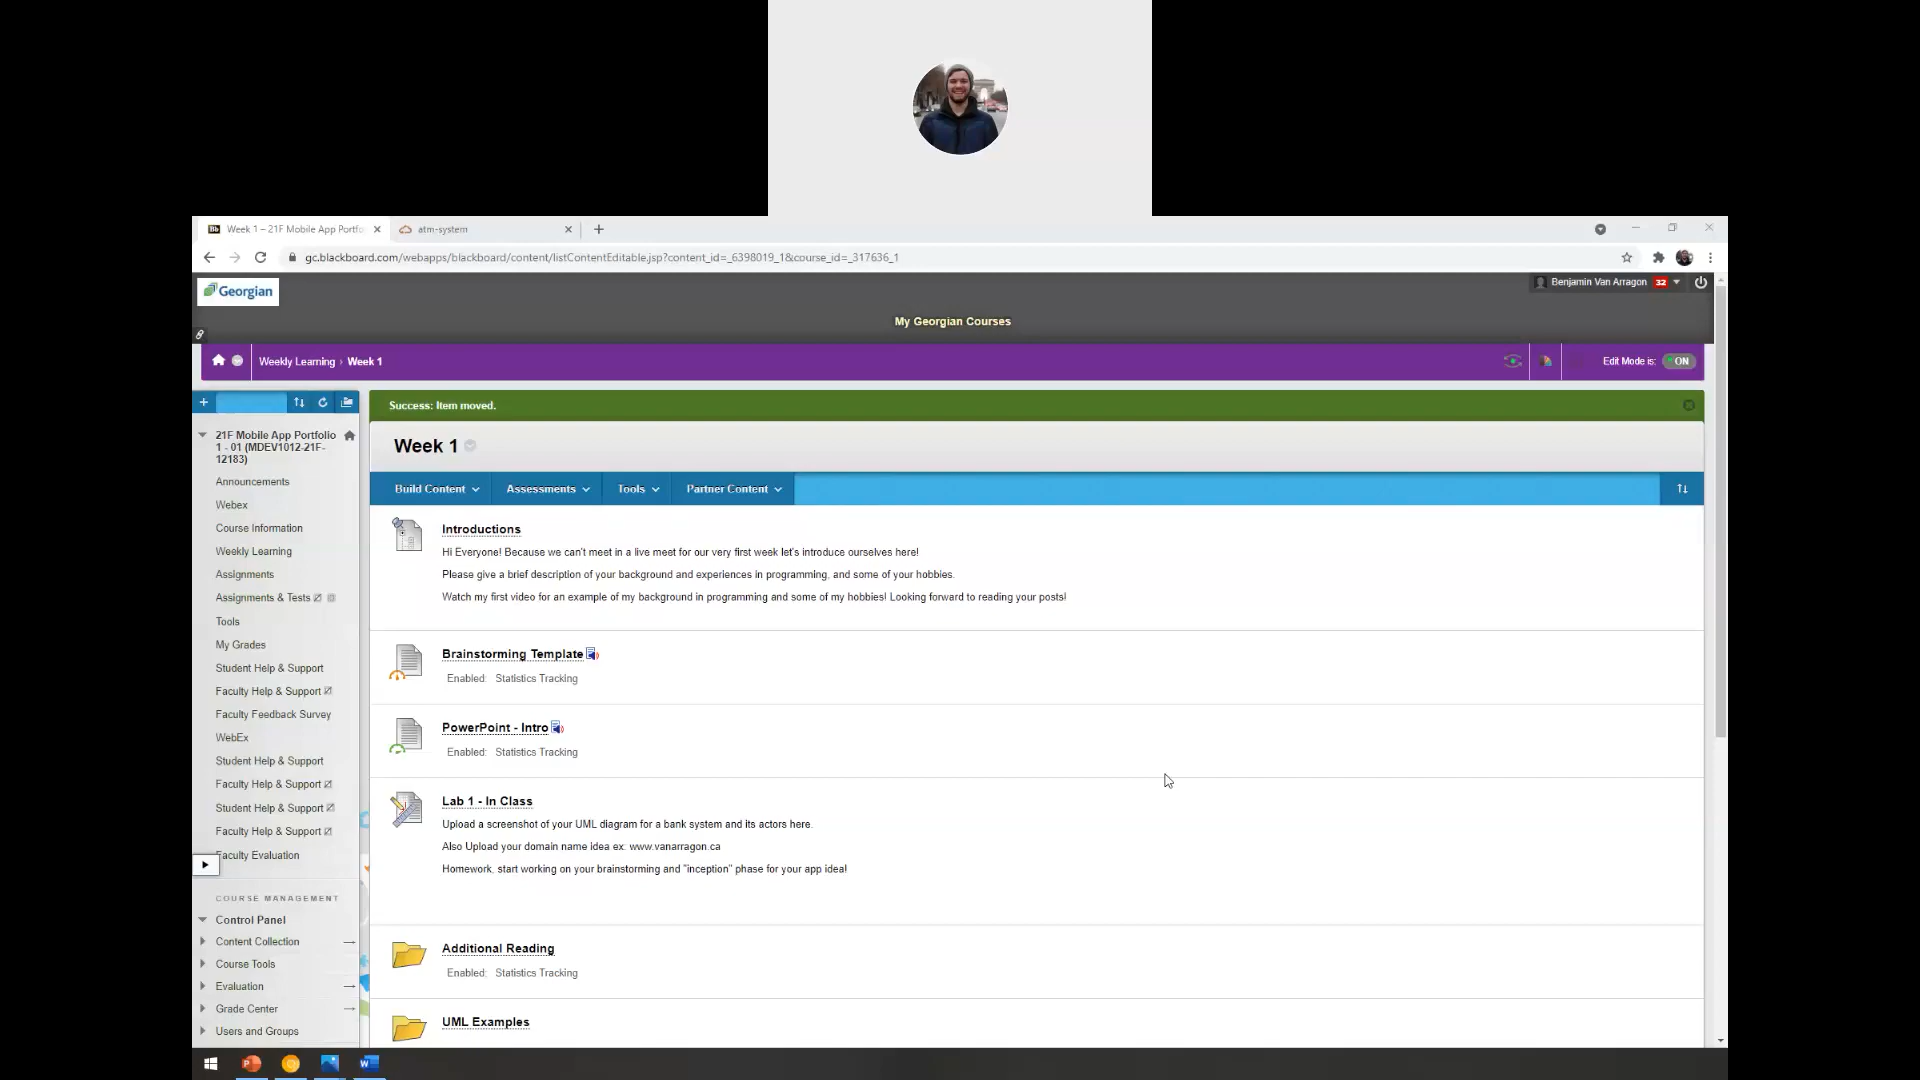 Week 1 – 21F Mobile App Portfo
atm-system
gc.blackboard.com/webapps/blackboard/content/listContentEditable.jsp?content_id=_6398019_1&course_id=_317636_1
Georgian
Benjamin Van Arragon 32
My Georgian Courses
Weekly Learning › Week 1
Edit Mode is: ON
Success: Item moved.
Week 1
Build Content Assessments Tools Partner Content
21F Mobile App Portfolio
1 - 01 (MDEV1012-21F-
12183)
Announcements
Webex
Course Information
Weekly Learning
Assignments
Assignments & Tests
Tools
My Grades
Student Help & Support
Faculty Help & Support
Faculty Feedback Survey
WebEx
Student Help & Support
Faculty Help & Support
Student Help & Support
Faculty Help & Support
Faculty Evaluation
COURSE MANAGEMENT
Control Panel
Content Collection
Course Tools
Evaluation
Grade Center
Users and Groups
Introductions
Hi Everyone! Because we can't meet in a live meet for our very first week let's introduce ourselves here!
Please give a brief description of your background and experiences in programming, and some of your hobbies.
Watch my first video for an example of my background in programming and some of my hobbies! Looking forward to reading your posts!
Brainstorming Template
Enabled: Statistics Tracking
PowerPoint - Intro
Enabled: Statistics Tracking
Lab 1 - In Class
Upload a screenshot of your UML diagram for a bank system and its actors here.
Also Upload your domain name idea ex: www.vanarragon.ca
Homework, start working on your brainstorming and "inception" phase for your app idea!
Additional Reading
Enabled: Statistics Tracking
UML Examples